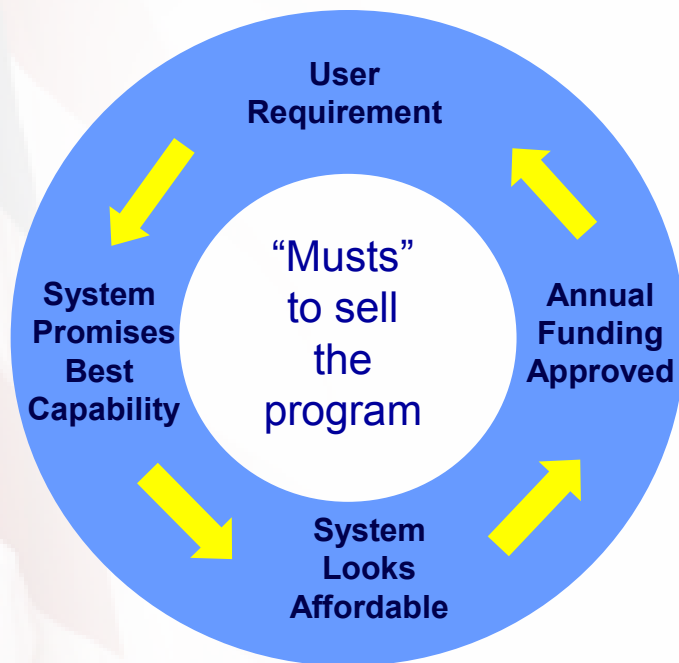 User
Requirement
System
Promises
Best
Capability
System
Looks
Affordable
Annual
Funding
Approved
“Musts”
to sell
the
program